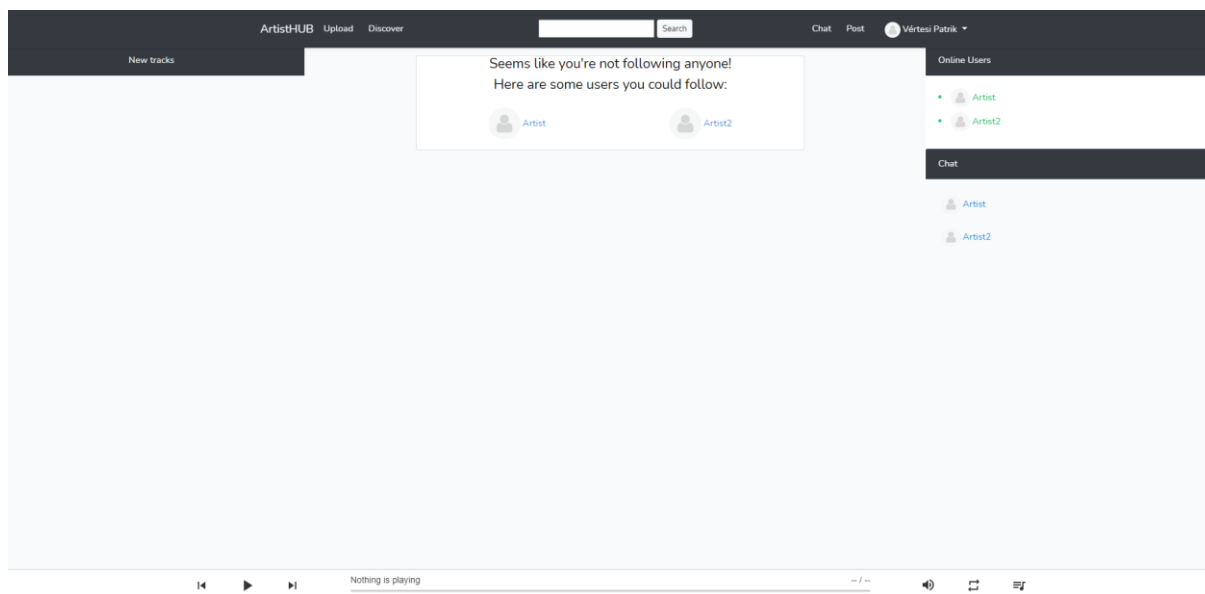 ArtistHUB Upload Discover Search Chat Post Vértesi Patrik
New tracks
Seems like you're not following anyone!
Here are some users you could follow:
Artist Artist2
Online Users
Artist
Artist2
Chat
Artist
Artist2
Nothing is playing -- / --